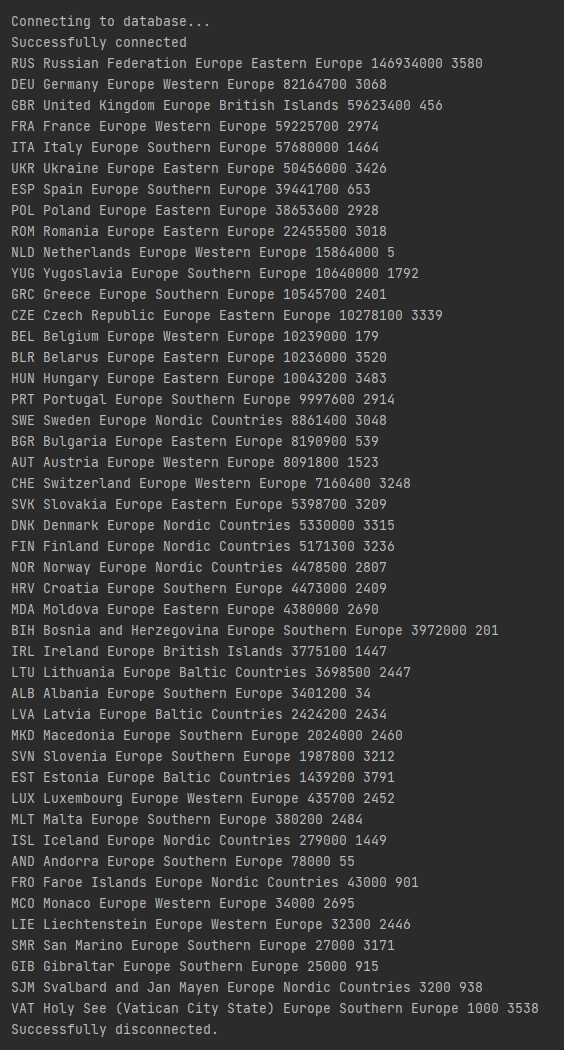 Connecting to database...
Successfully connected
RUS Russian Federation Europe Eastern Europe 146934000 3580
DEU Germany Europe Western Europe 82164700 3068
GBR United Kingdom Europe British Islands 59623400 456
FRA France Europe Western Europe 59225700 2974
ITA Italy Europe Southern Europe 57680000 1464
UKR Ukraine Europe Eastern Europe 50456000 3426
ESP Spain Europe Southern Europe 39441700 653
POL Poland Europe Eastern Europe 38653600 2928
ROM Romania Europe Eastern Europe 22455500 3018
NLD Netherlands Europe Western Europe 15864000 5
YUG Yugoslavia Europe Southern Europe 10640000 1792
GRC Greece Europe Southern Europe 10545700 2401
CZE Czech Republic Europe Eastern Europe 10278100 3339
BEL Belgium Europe Western Europe 10239000 179
BLR Belarus Europe Eastern Europe 10236000 3520
HUN Hungary Europe Eastern Europe 10043200 3483
PRT Portugal Europe Southern Europe 9997600 2914
SWE Sweden Europe Nordic Countries 8861400 3048
BGR Bulgaria Europe Eastern Europe 8190900 539
AUT Austria Europe Western Europe 8091800 1523
CHE Switzerland Europe Western Europe 7160400 3248
SVK Slovakia Europe Eastern Europe 5398700 3209
DNK Denmark Europe Nordic Countries 5330000 3315
FIN Finland Europe Nordic Countries 5171300 3236
NOR Norway Europe Nordic Countries 4478500 2807
HRV Croatia Europe Southern Europe 4473000 2409
MDA Moldova Europe Eastern Europe 4380000 2690
BIH Bosnia and Herzegovina Europe Southern Europe 3972000 201
IRL Ireland Europe British Islands 3775100 1447
LTU Lithuania Europe Baltic Countries 3698500 2447
ALB Albania Europe Southern Europe 3401200 34
LVA Latvia Europe Baltic Countries 2424200 2434
MKD Macedonia Europe Southern Europe 2024000 2460
SVN Slovenia Europe Southern Europe 1987800 3212
EST Estonia Europe Baltic Countries 1439200 3791
LUX Luxembourg Europe Western Europe 435700 2452
MLT Malta Europe Southern Europe 380200 2484
ISL Iceland Europe Nordic Countries 279000 1449
AND Andorra Europe Southern Europe 78000 55
FRO Faroe Islands Europe Nordic Countries 43000 901
MCO Monaco Europe Western Europe 34000 2695
LIE Liechtenstein Europe Western Europe 32300 2446
SMR San Marino Europe Southern Europe 27000 3171
GIB Gibraltar Europe Southern Europe 25000 915
SJM Svalbard and Jan Mayen Europe Nordic Countries 3200 938
VAT Holy See (Vatican City State) Europe Southern Europe 1000 3538
Successfully disconnected.